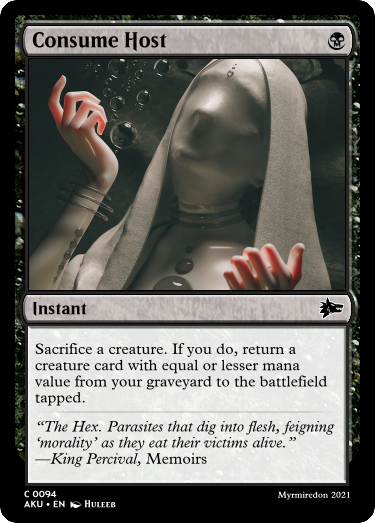 Consume Host
Instant
Sacrifice a creature. If you do, return a
creature card with equal or lesser mana
value from your graveyard to the battlefield
tapped.
“The Hex. Parasites that dig into flesh, feigning
‘morality’ as they eat their victims alive.”
—King Percival, Memoirs
C 0094
Myrmiredon 2021
AKU • EN Huleeb